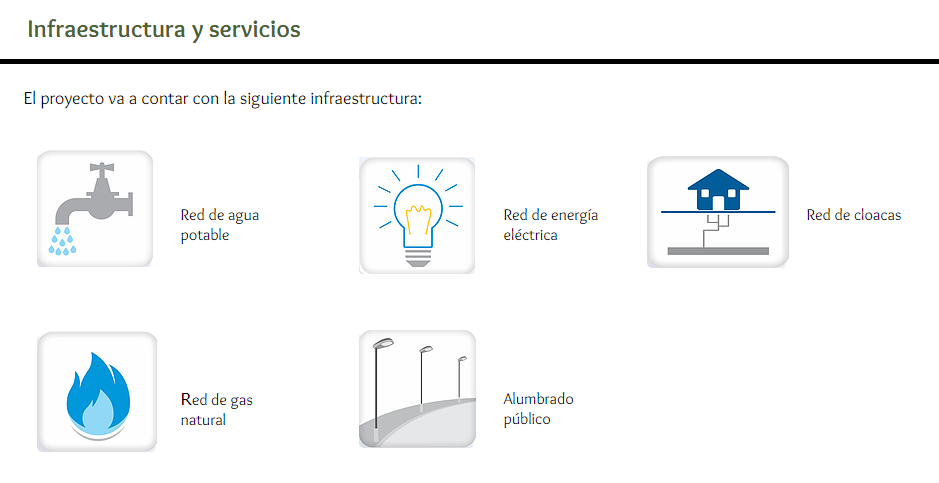 Infraestructura y servicios
El proyecto va a contar con la siguiente infraestructura:
Red de agua
potable
Red de energía
eléctrica
Red de cloacas
Red de gas
natural
Alumbrado
público